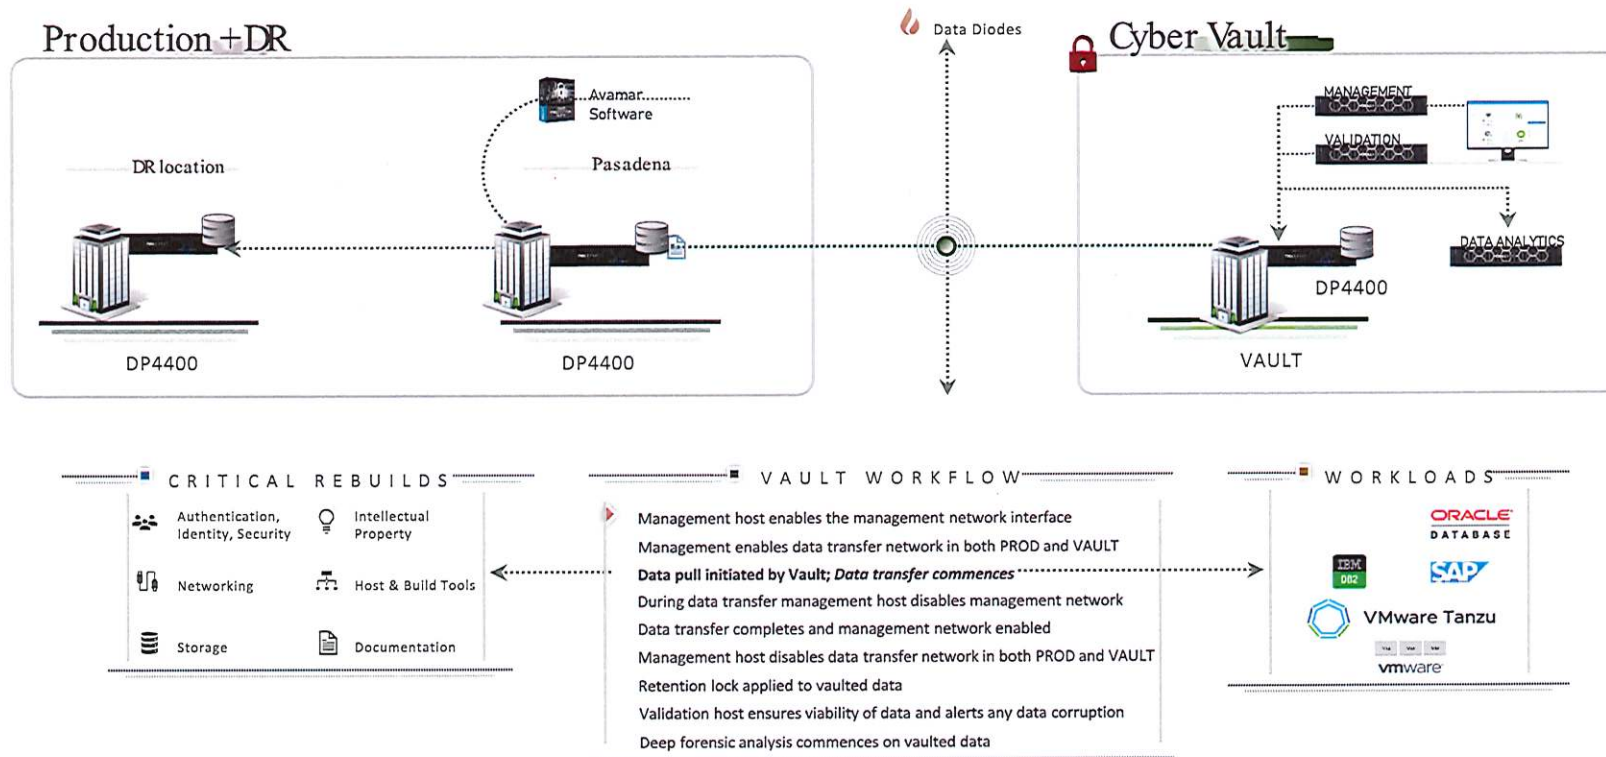 Production +DR
Data Diodes
Cyber Vault
Avamar
Software
DR location
Pasadena
MANAGEMENT
VALIDATION
DATA ANALYTICS
DP4400
DP4400
DP4400
VAULT
CRITICAL REBUILDS
Authentication,
Identity, Security
Intellectual
Property
Networking
Host & Build Tools
Storage
Documentation
VAULT WORKFLOW
Management host enables the management network interface
Management enables data transfer network in both PROD and VAULT
Data pull initiated by Vault; Data transfer commences
During data transfer management host disables management network
Data transfer completes and management network enabled
Management host disables data transfer network in both PROD and VAULT
Retention lock applied to vaulted data
Validation host ensures viability of data and alerts any data corruption
Deep forensic analysis commences on vaulted data
WORKLOADS
ORACLE
DATABASE
IBM
DB2
SAP
VMware Tanzu
vmware